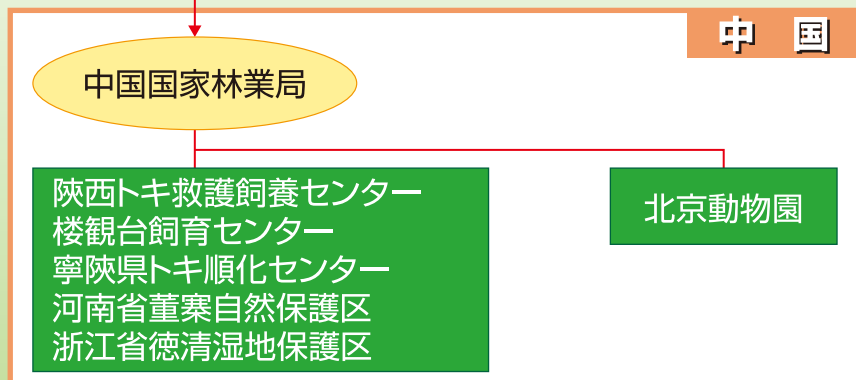 中国
中国国家林業局
陝西トキ救護飼養センター
楼観台飼育センター
寧陝県トキ順化センター
河南省董寨自然保護区
浙江省徳清湿地保護区
北京動物園